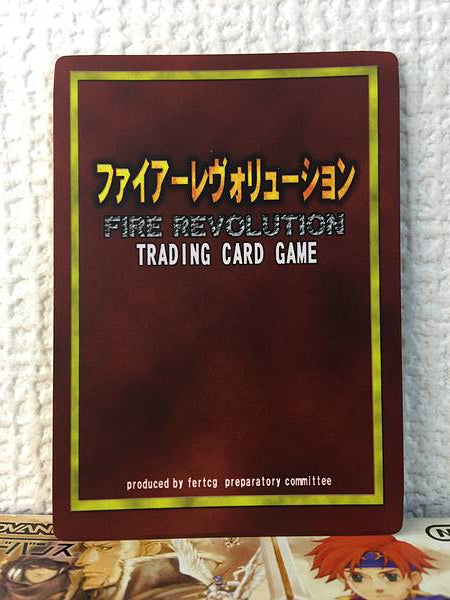 ファイアーレヴォリューション
FIRE REVOLUTION
TRADING CARD GAME
produced by fertcg preparatory committee